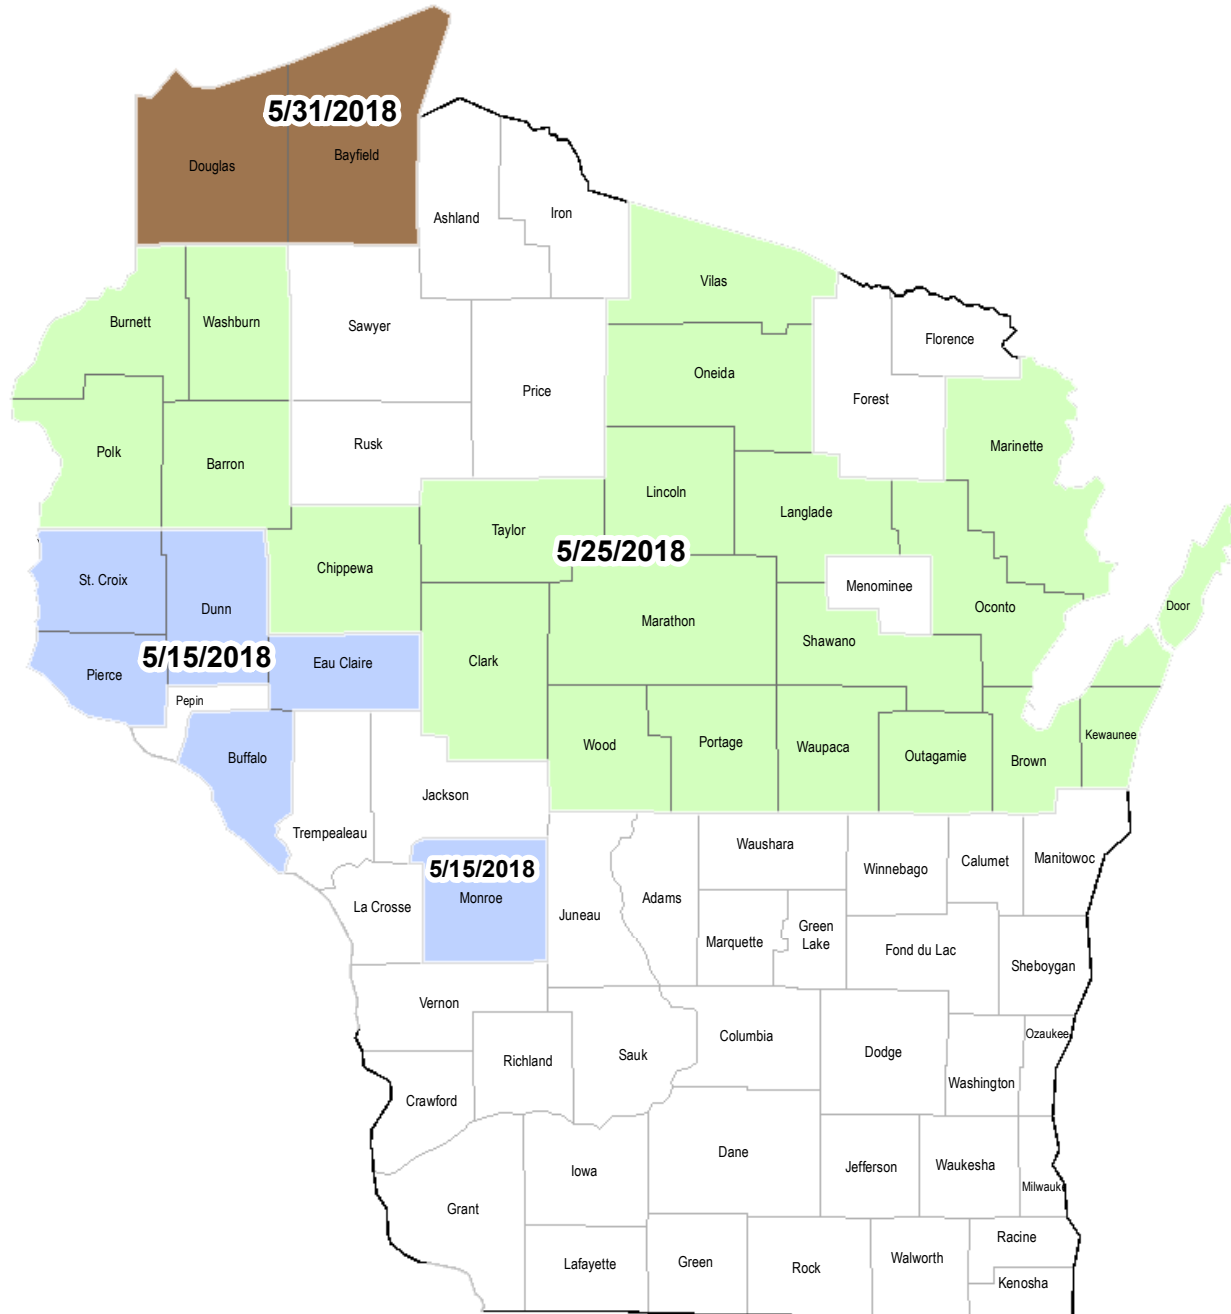 5/31/2018
Douglas
Bayfield
Ashland
Iron
Vilas
Burnett
Washburn
Sawyer
Florence
Oneida
Price
Forest
Polk
Barron
Rusk
Marinette
Lincoln
Langlade
Taylor
5/25/2018
Chippewa
St. Croix
Dunn
Menominee
Marathon
Oconto
Door
Shawano
5/15/2018
Eau Claire
Clark
Pierce
Pepin
Wood
Portage
Waupaca
Outagamie
Brown
Kewaunee
Buffalo
Jackson
Trempealeau
Waushara
Winnebago
Calumet
Manitowoc
5/15/2018
Monroe
La Crosse
Juneau
Adams
Marquette
Green
Lake
Fond du Lac
Sheboygan
Vernon
Richland
Sauk
Columbia
Dodge
Ozaukee
Washington
Crawford
Dane
Iowa
Jefferson
Waukesha
Milwauk
Grant
Lafayette
Green
Rock
Walworth
Racine
Kenosha